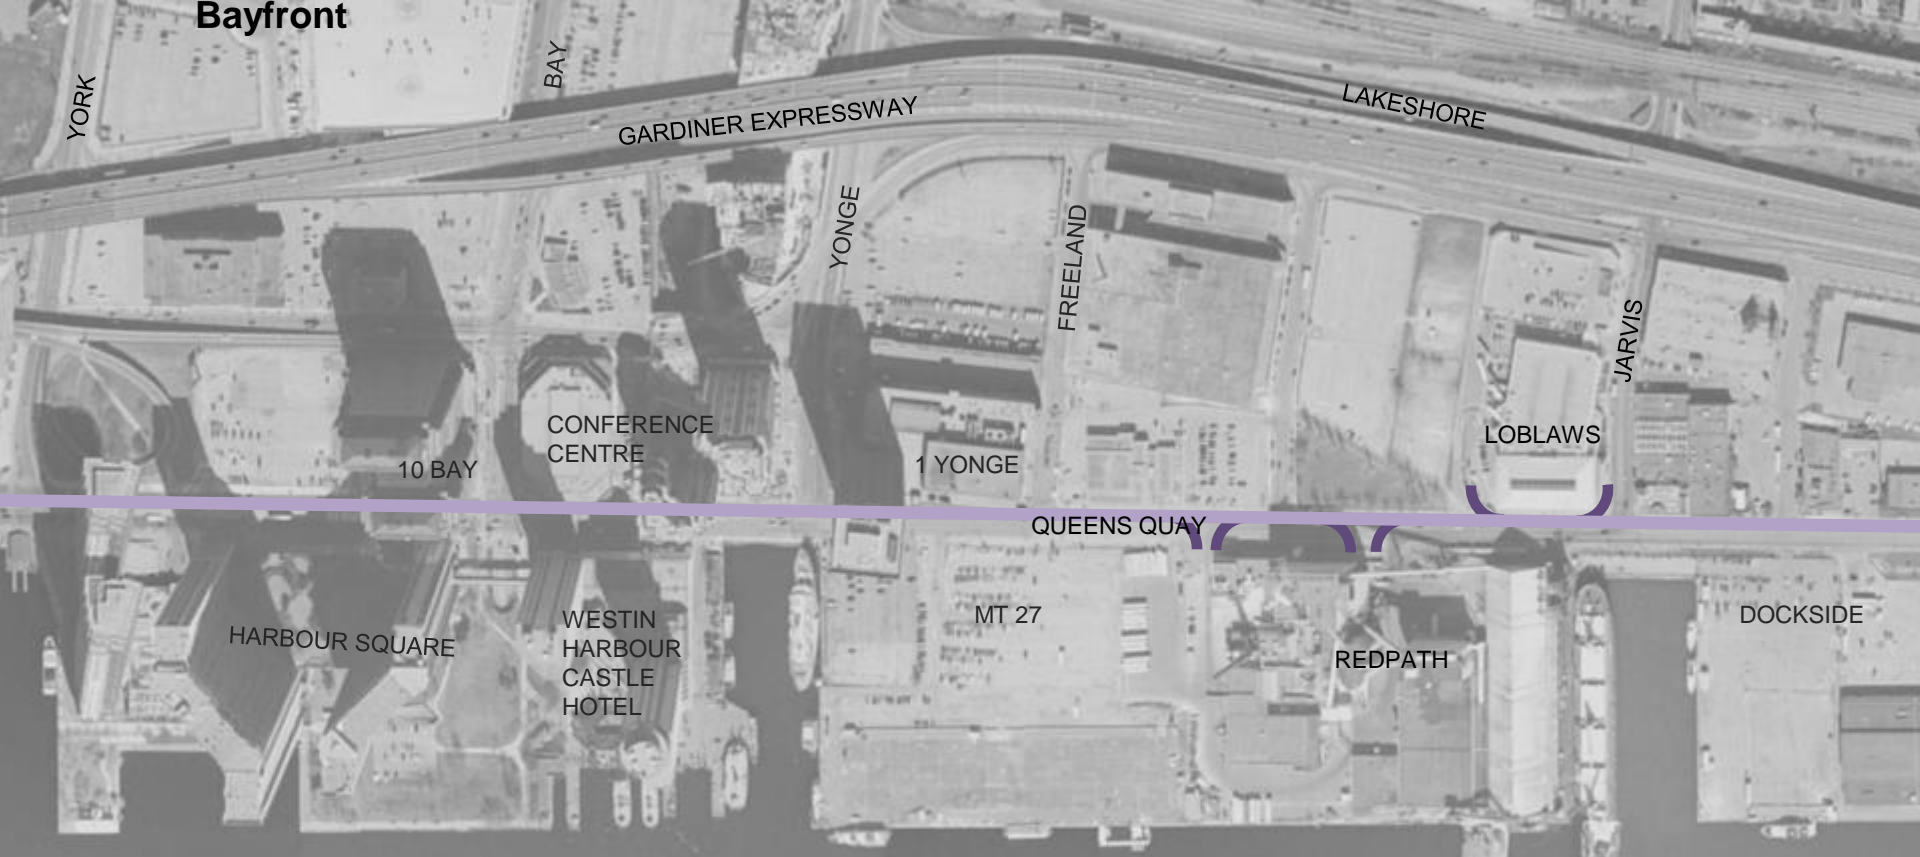 Bayfront
YORK
BAY
GARDINER EXPRESSWAY
LAKESHORE
YONGE
FREELAND
JARVIS
CONFERENCE
CENTRE
10 BAY
1 YONGE
LOBLAWS
QUEENS QUAY
HARBOUR SQUARE
WESTIN
HARBOUR
CASTLE
HOTEL
MT 27
REDPATH
DOCKSIDE